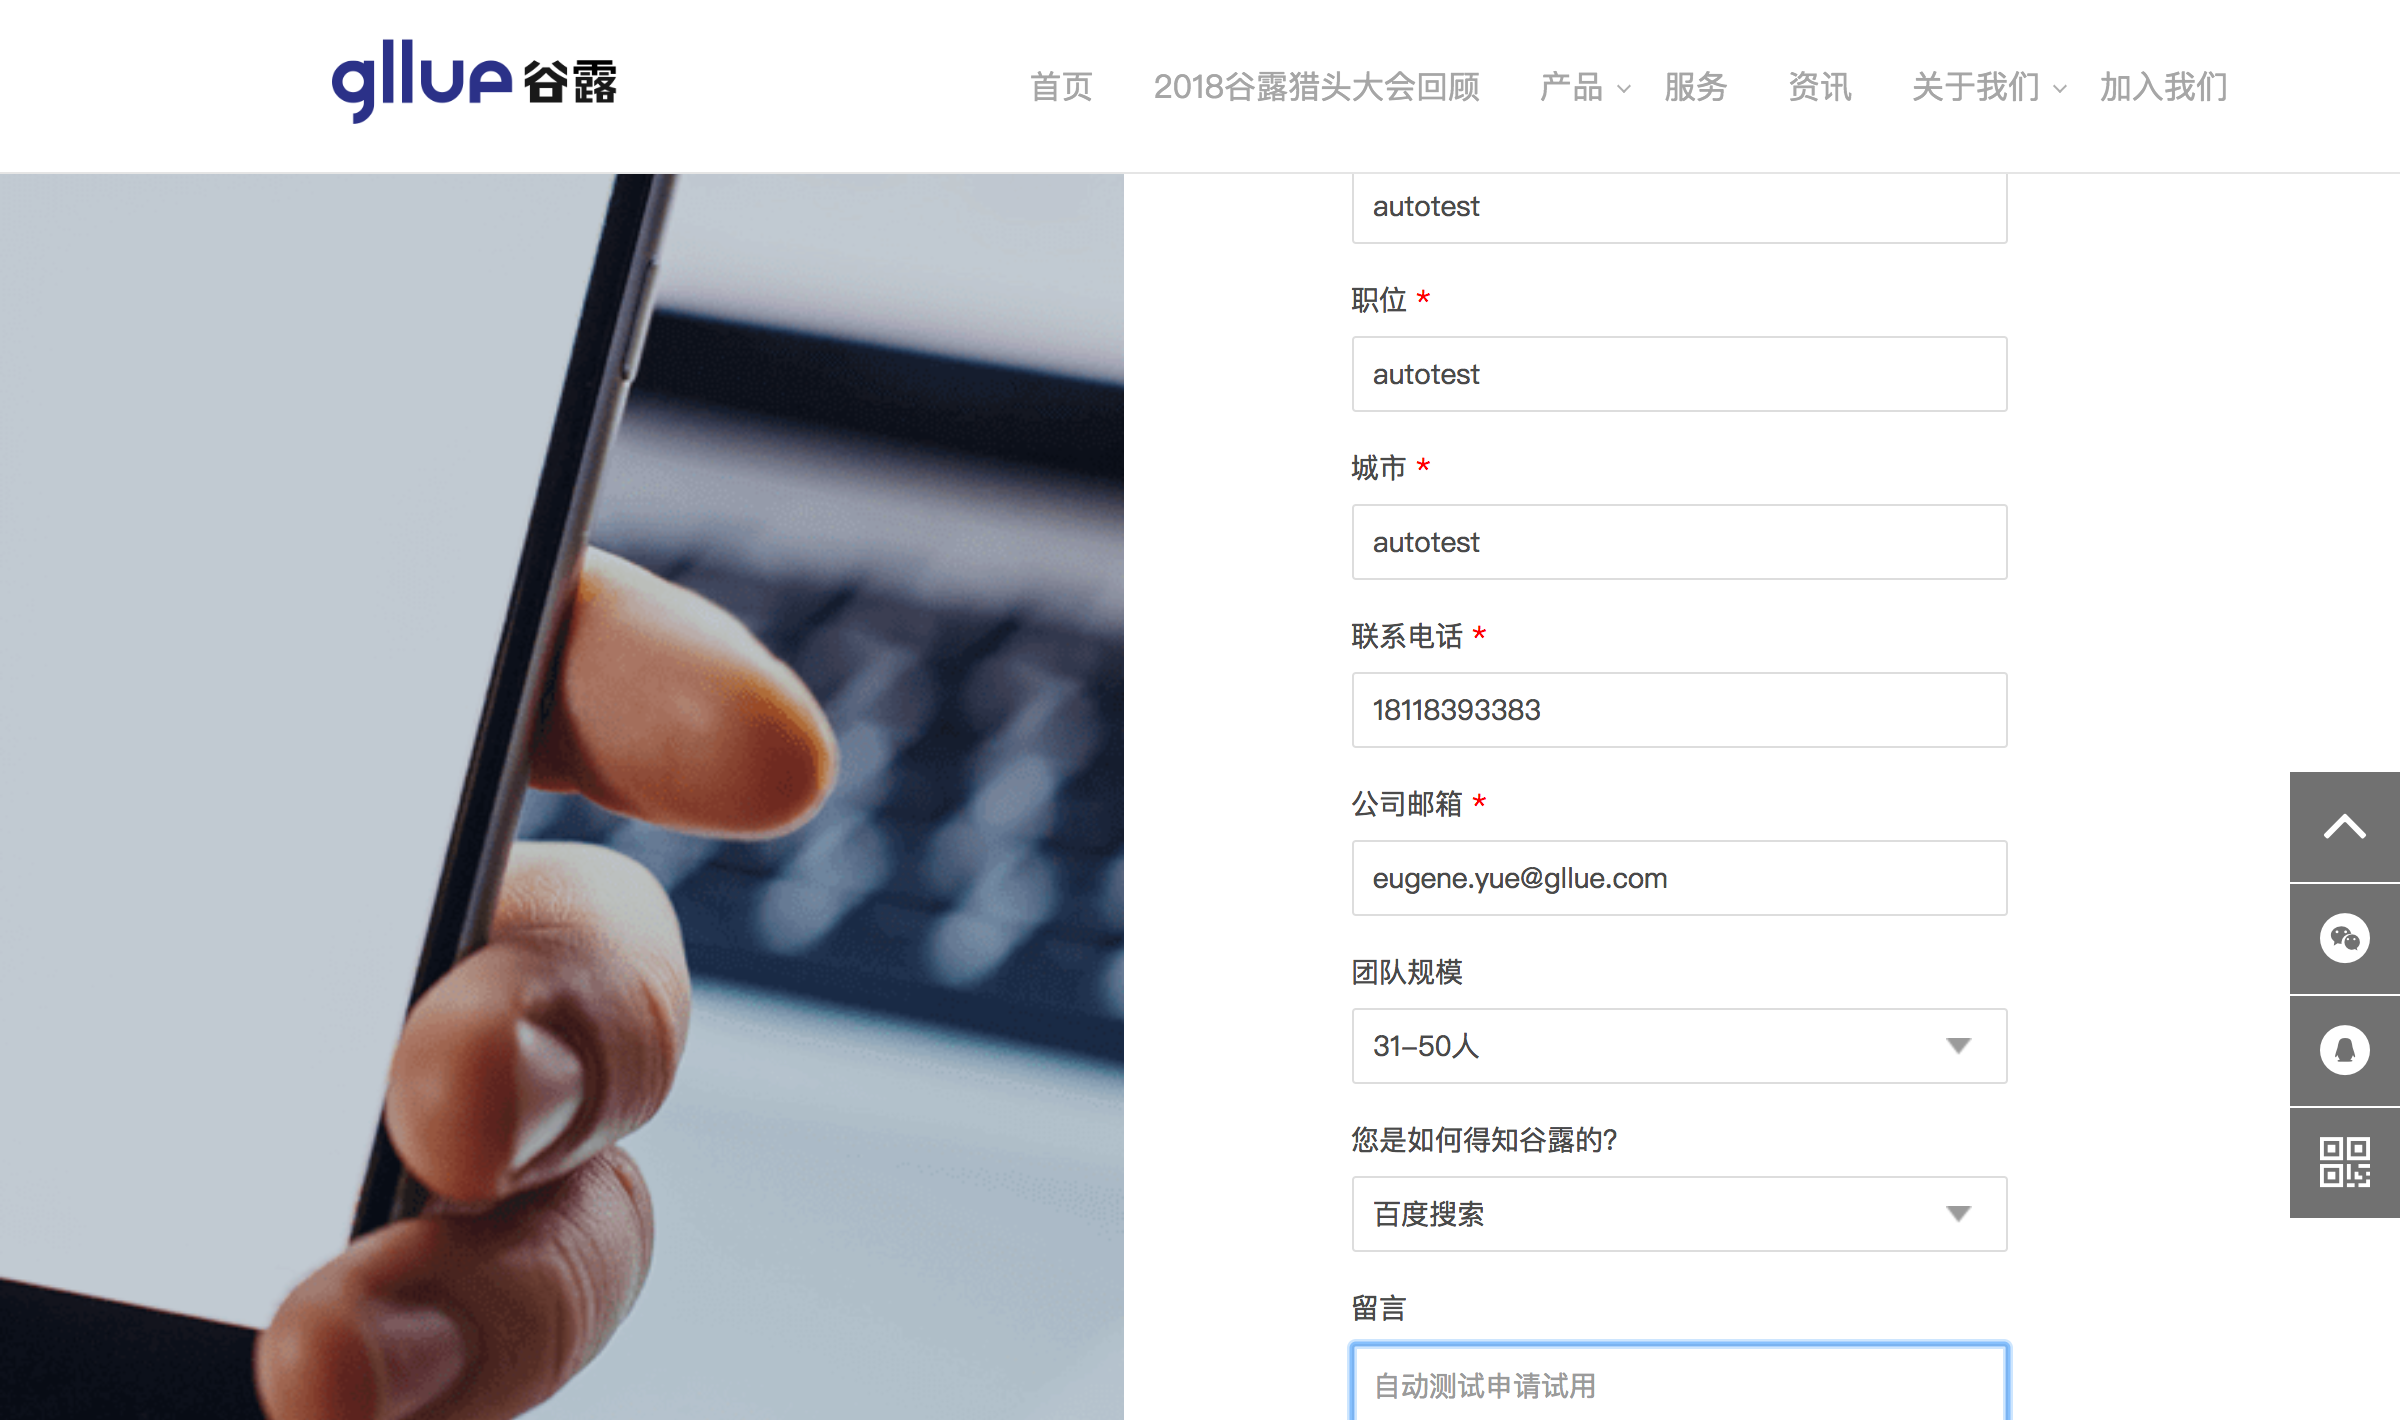 gllue 谷露
首页 2018谷露猎头大会回顾 产品 服务 资讯 关于我们 加入我们
autotest
职位 *
autotest
城市 *
autotest
联系电话 *
18118393383
公司邮箱 *
eugene.yue@gllue.com
团队规模
31-50人
您是如何得知谷露的?
百度搜索
留言
自动测试申请试用